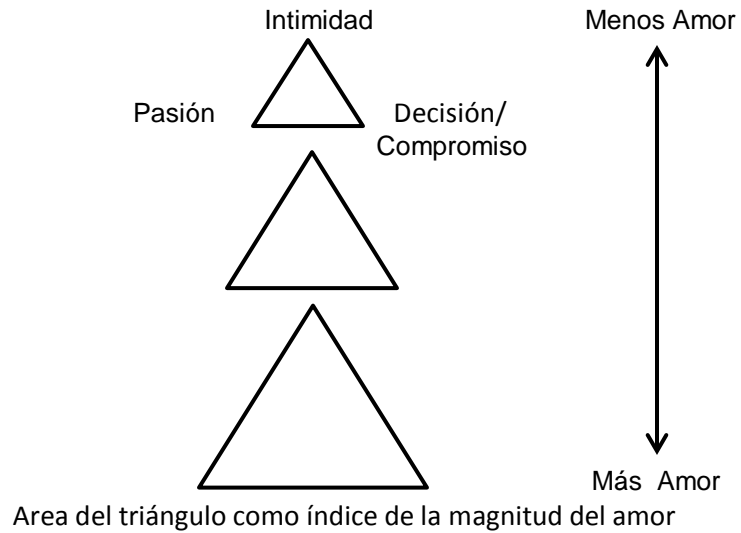 Intimidad
Menos Amor
Pasión
Decisión/
Compromiso
Más Amor
Area del triángulo como índice de la magnitud del amor